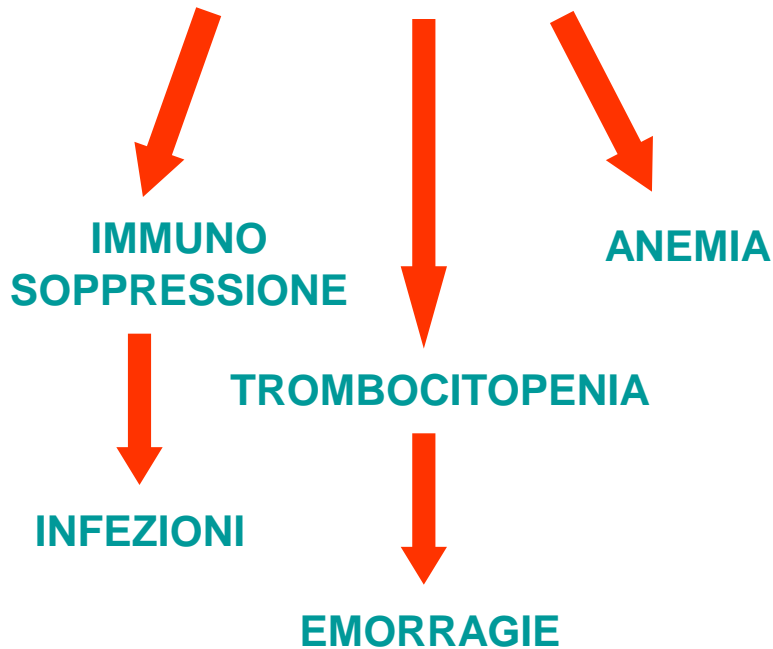 IMMUNO
SOPPRESSIONE
ANEMIA
TROMBOCITOPENIA
INFEZIONI
EMORRAGIE